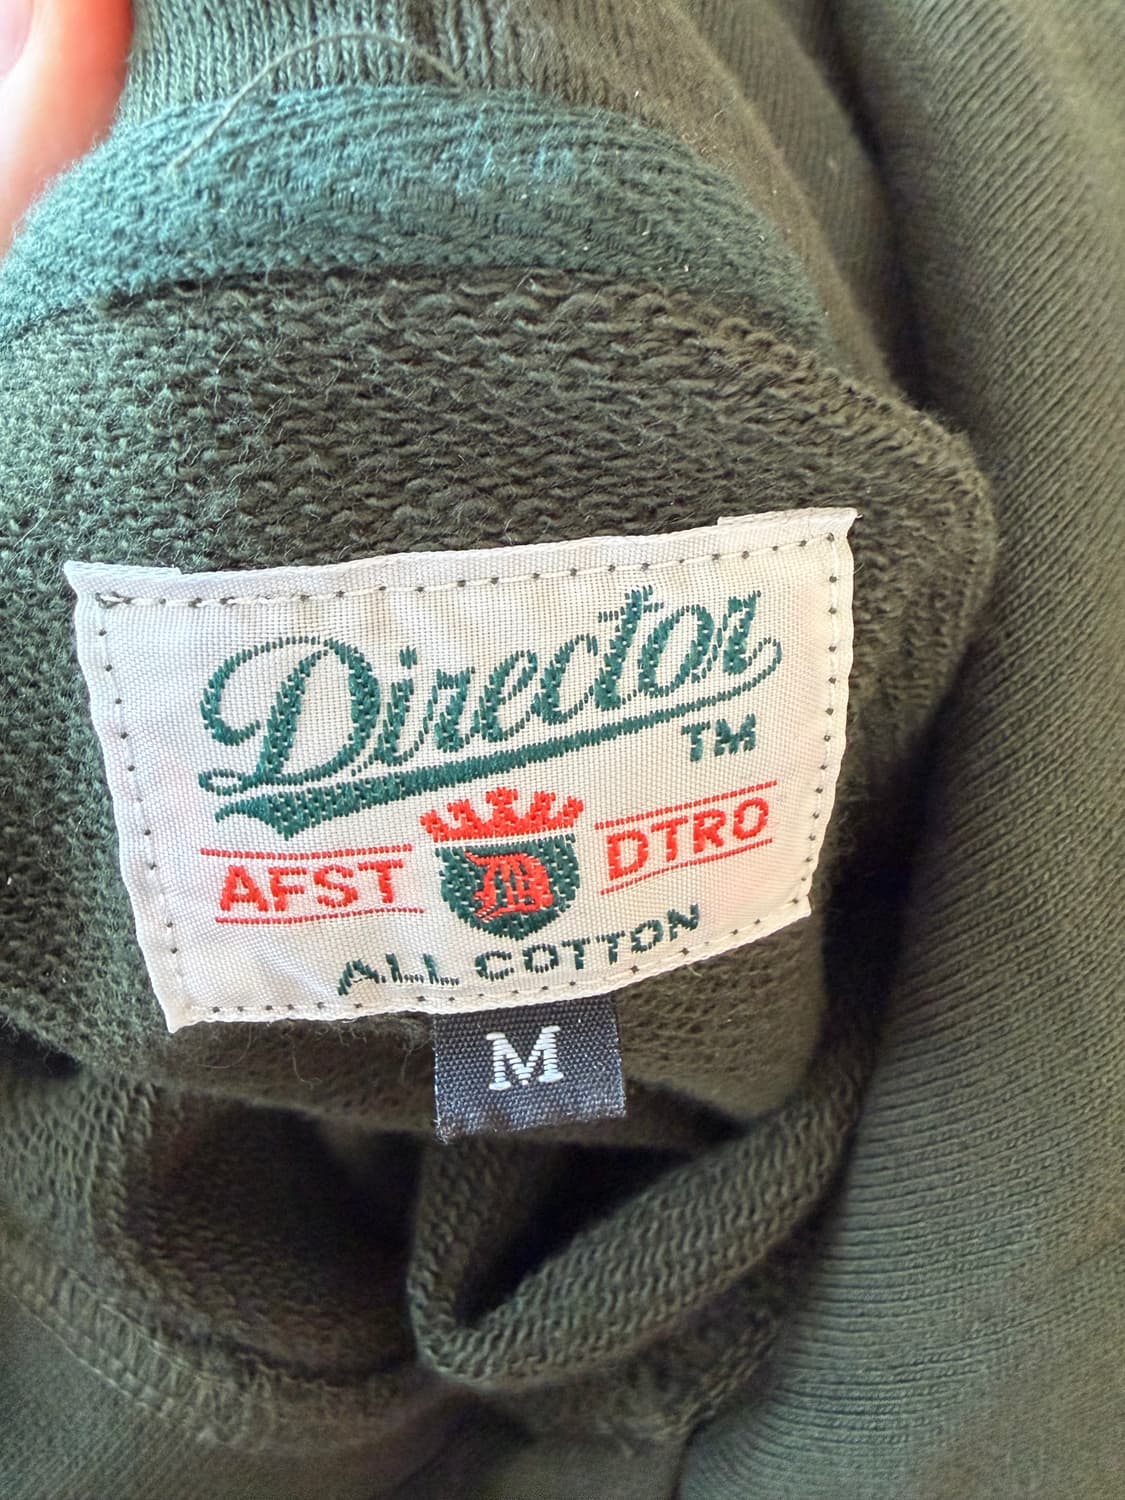 Director
TM
AFST D DTRO
ALL COTTON
M